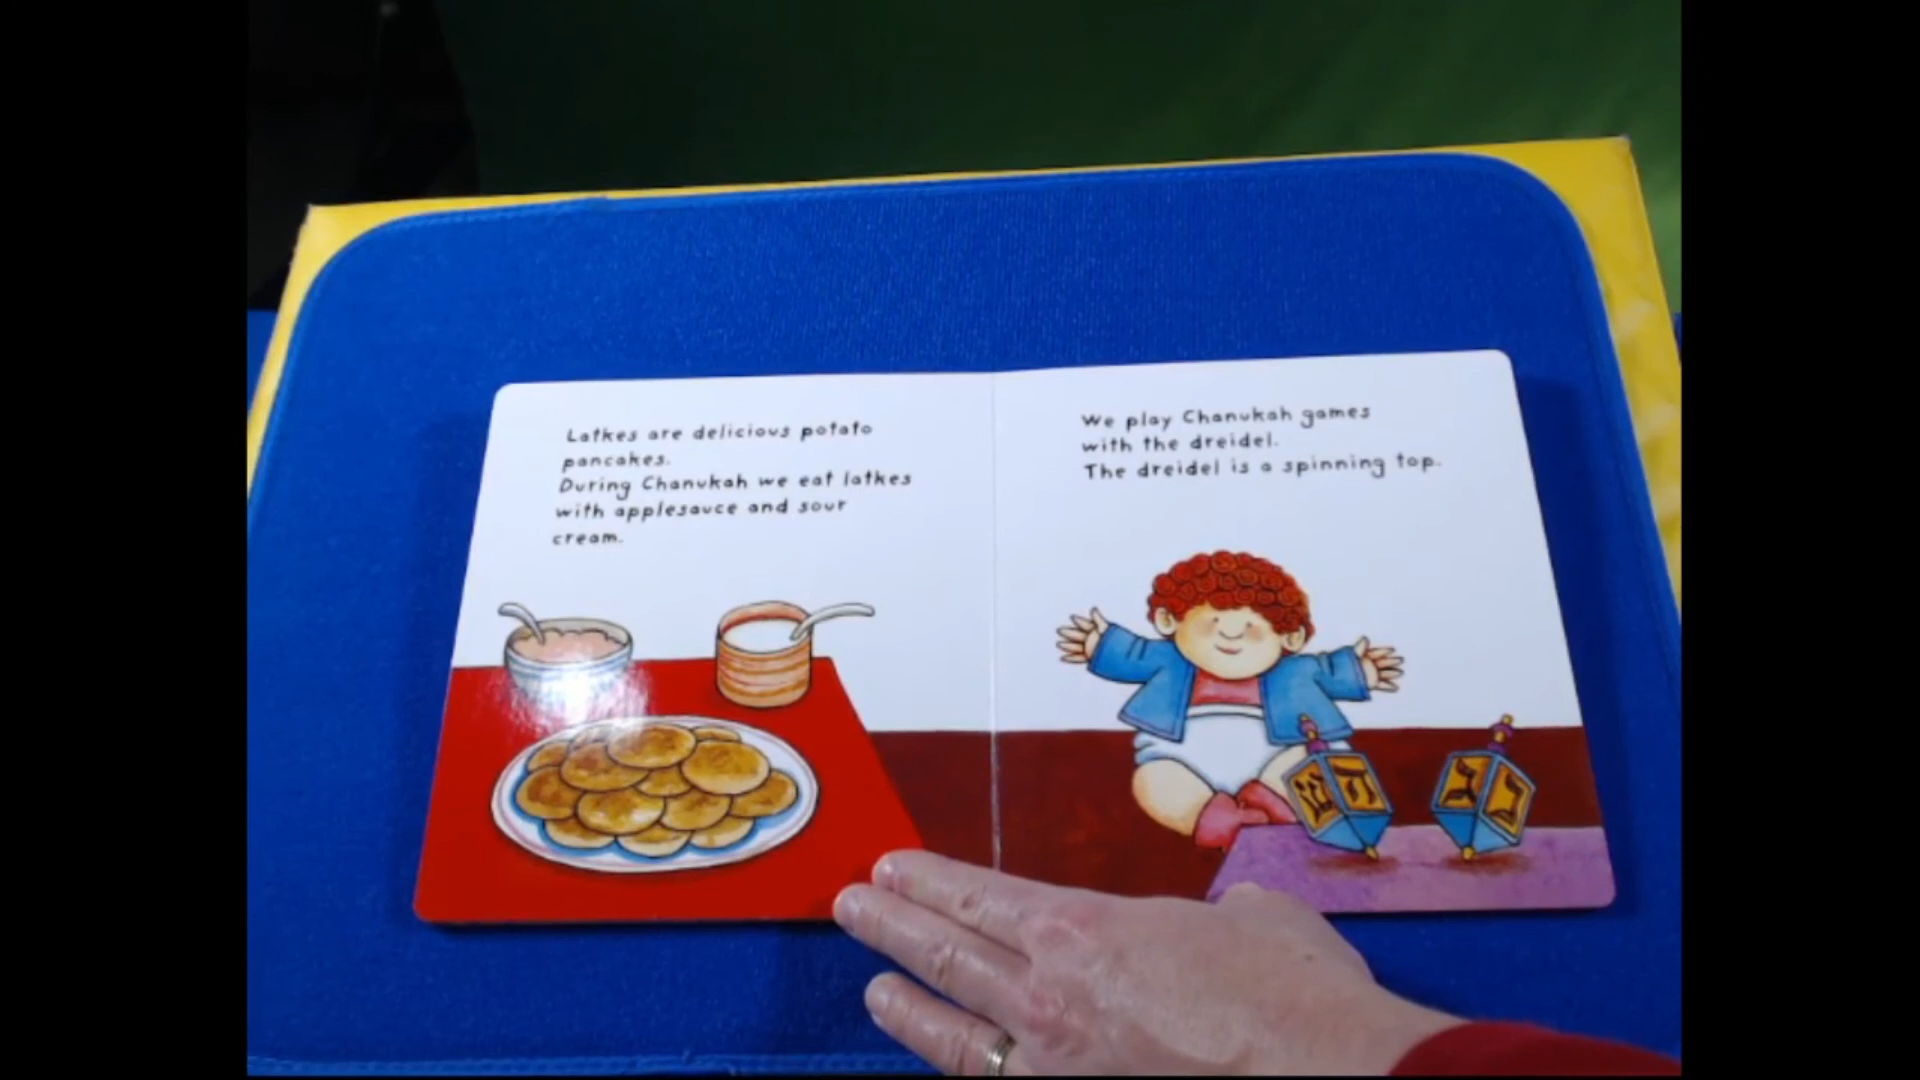 Latkes are delicious potato
pancakes.
During Chanukah we eat latkes
with applesauce and sour
cream.
We play Chanukah games
with the dreidel.
The dreidel is a spinning top.
ש ה
ג נ